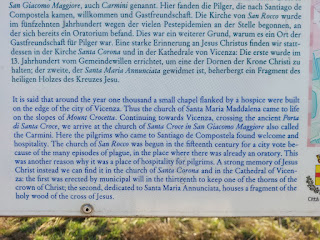 San Giacomo Maggiore, auch Carmini genannt. Hier fanden die Pilger, die nach Santiago de
Compostela kamen, willkommen und Gastfreundschaft. Die Kirche von San Rocco wurde
im fünfzehnten Jahrhundert wegen der vielen Pestepidemien an der Stelle begonnen, an
der sich bereits ein Oratorium befand. Dies war ein weiterer Grund, warum es ein Ort der
Gastfreundschaft für Pilger war. Eine starke Erinnerung an Jesus Christus finden wir statt-
dessen in der Kirche Santa Corona und in der Kathedrale von Vicenza: Die erste wurde im
13. Jahrhundert vom Gemeindewillen errichtet, um eine der Dornen der Krone Christi zu
halten; der zweite, der Santa Maria Annunciata gewidmet ist, beherbergt ein Fragment des
heiligen Holzes des Kreuzes Jesu.
It is said that around the year one thousand a small chapel flanked by a hospice were built
on the edge of the city of Vicenza. Thus the church of Santa Maria Maddalena came to life
on the slopes of Mount Crocetta. Continuing towards Vicenza, crossing the ancient Porta
di Santa Croce, we arrive at the church of Santa Croce in San Giacomo Maggiore also called
the Carmini. Here the pilgrims who came to Santiago de Compostela found welcome and
hospitality. The church of San Rocco was begun in the fifteenth century for a city vote be-
cause of the many episodes of plague, in the place where there was already an oratory. This
was another reason why it was a place of hospitality for pilgrims. A strong memory of Jesus
Christ instead we can find it in the church of Santa Corona and in the Cathedral of Vicen-
za: the first was erected by municipal will in the thirteenth to keep one of the thorns of the
crown of Christ; the second, dedicated to Santa Maria Annunciata, houses a fragment of the
holy wood of the cross of Jesus.
Città